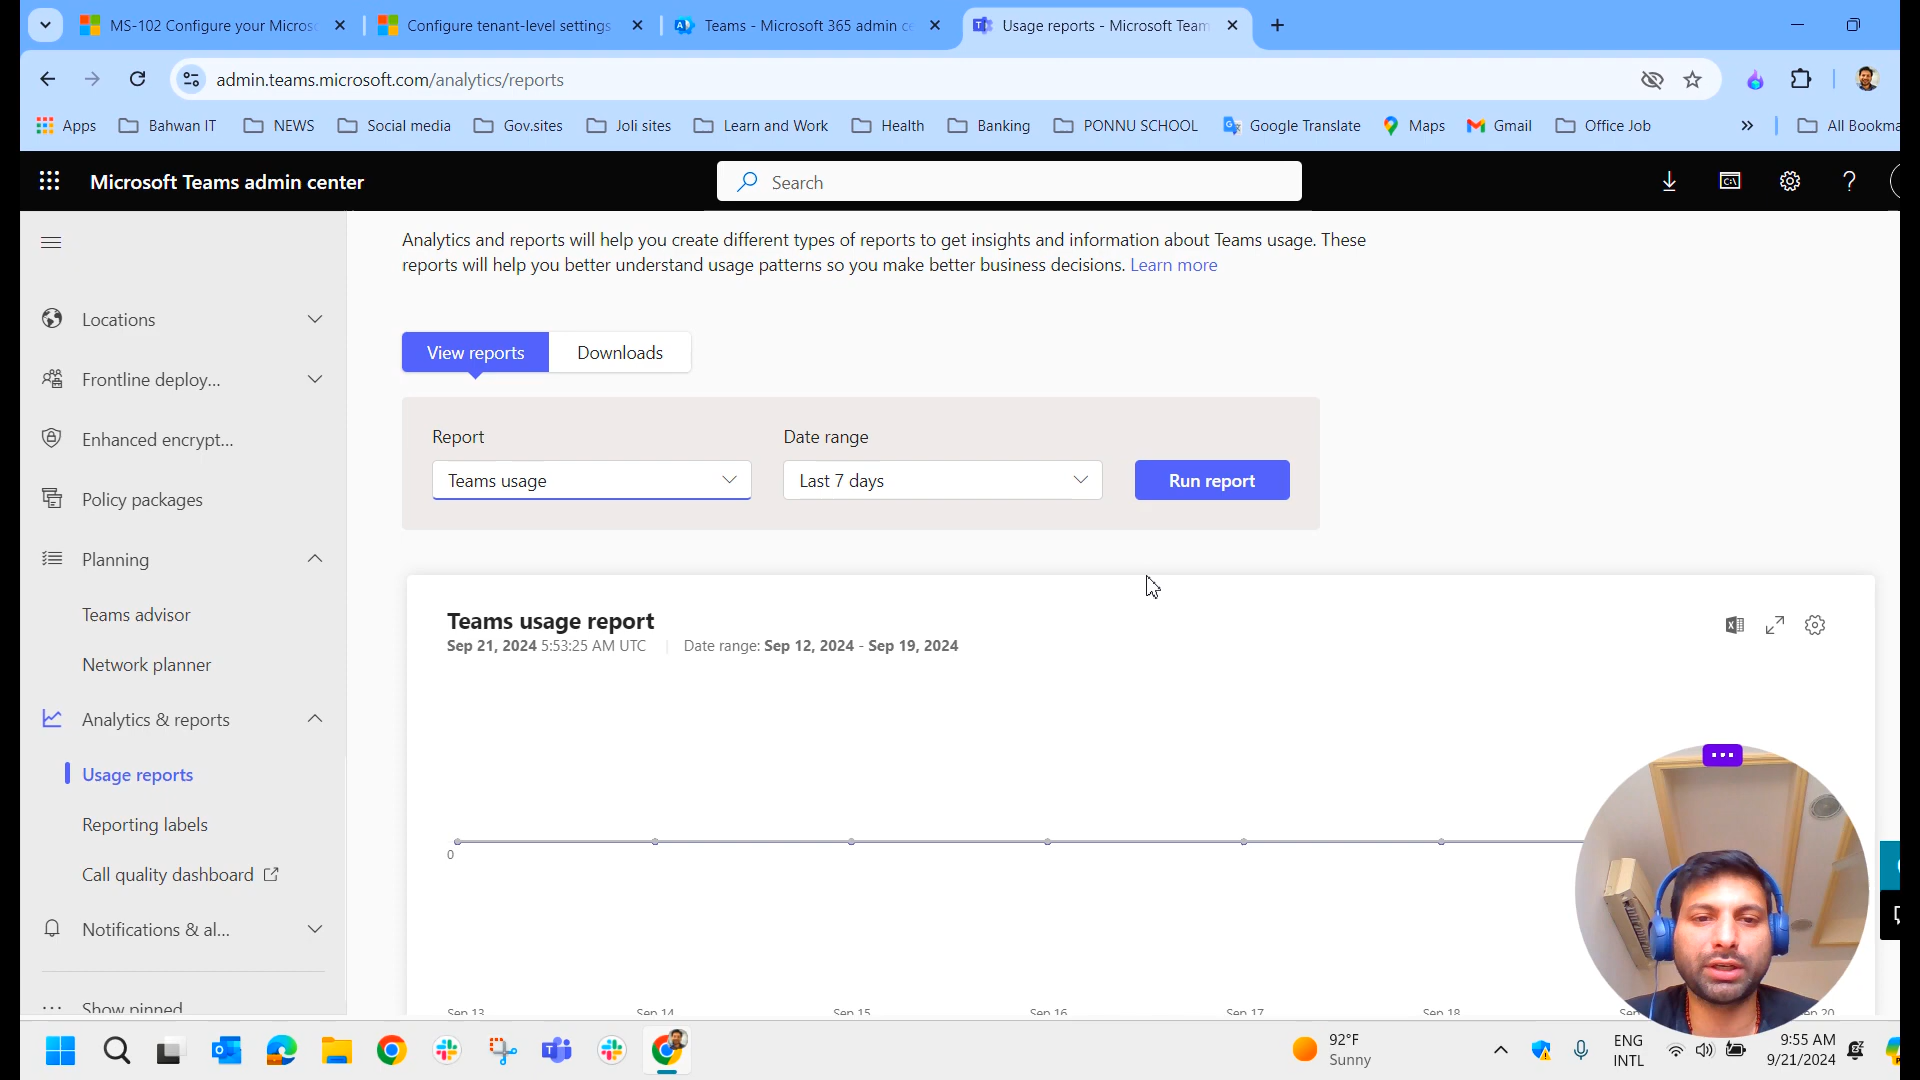 MS-102 Configure your Micros
Configure tenant-level settings
Teams - Microsoft 365 admin ce
Usage reports - Microsoft Team
admin.teams.microsoft.com/analytics/reports
Apps
Bahwan IT
NEWS
Social media
Gov.sites
Joli sites
Learn and Work
Health
Banking
PONNU SCHOOL
Google Translate
Maps
Gmail
Office Job
All Bookma
Microsoft Teams admin center
Search
Analytics and reports will help you create different types of reports to get insights and information about Teams usage. These
reports will help you better understand usage patterns so you make better business decisions. Learn more
Locations
Frontline deploy...
Enhanced encrypt...
Policy packages
Planning
Teams advisor
Network planner
Analytics & reports
Usage reports
Reporting labels
Call quality dashboard
Notifications & al...
Show pinned
View reports
Downloads
Report
Date range
Teams usage
Last 7 days
Run report
Teams usage report
Sep 21, 2024 5:53:25 AM UTC | Date range: Sep 12, 2024 - Sep 19, 2024
0
Sep 13
Sep 14
Sep 15
Sep 16
Sep 17
Sep 18
92°F
Sunny
ENG
INTL
9:55 AM
9/21/2024